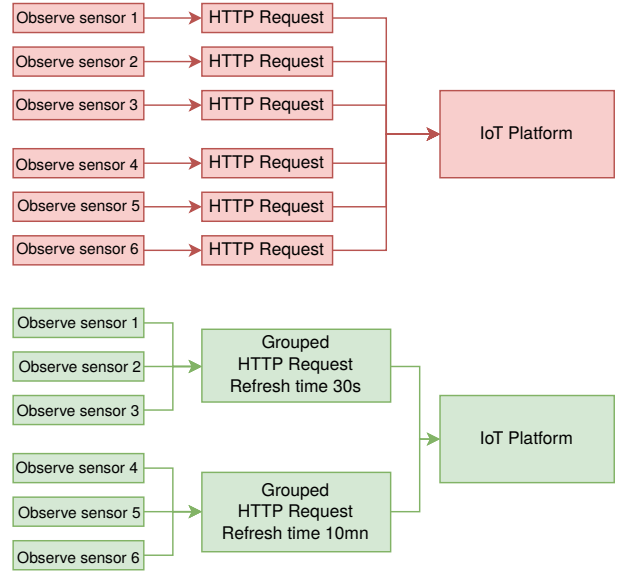 Observe sensor 1
HTTP Request
Observe sensor 2
HTTP Request
Observe sensor 3
HTTP Request
IoT Platform
Observe sensor 4
HTTP Request
Observe sensor 5
HTTP Request
Observe sensor 6
HTTP Request
Observe sensor 1
Observe sensor 2
Observe sensor 3
Grouped
HTTP Request
Refresh time 30s
IoT Platform
Observe sensor 4
Observe sensor 5
Observe sensor 6
Grouped
HTTP Request
Refresh time 10mn